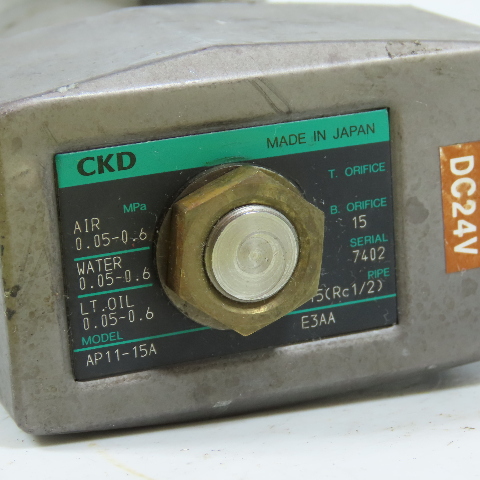 CKD MADE IN JAPAN
MPa
AIR
0.05-0.6
WATER
0.05-0.6
LT.OIL
0.05-0.6
MODEL
AP11-15A
T. ORIFICE
B. ORIFICE
15
SERIAL
7402
PIPE
15(Rc1/2)
E3AA
DC24V